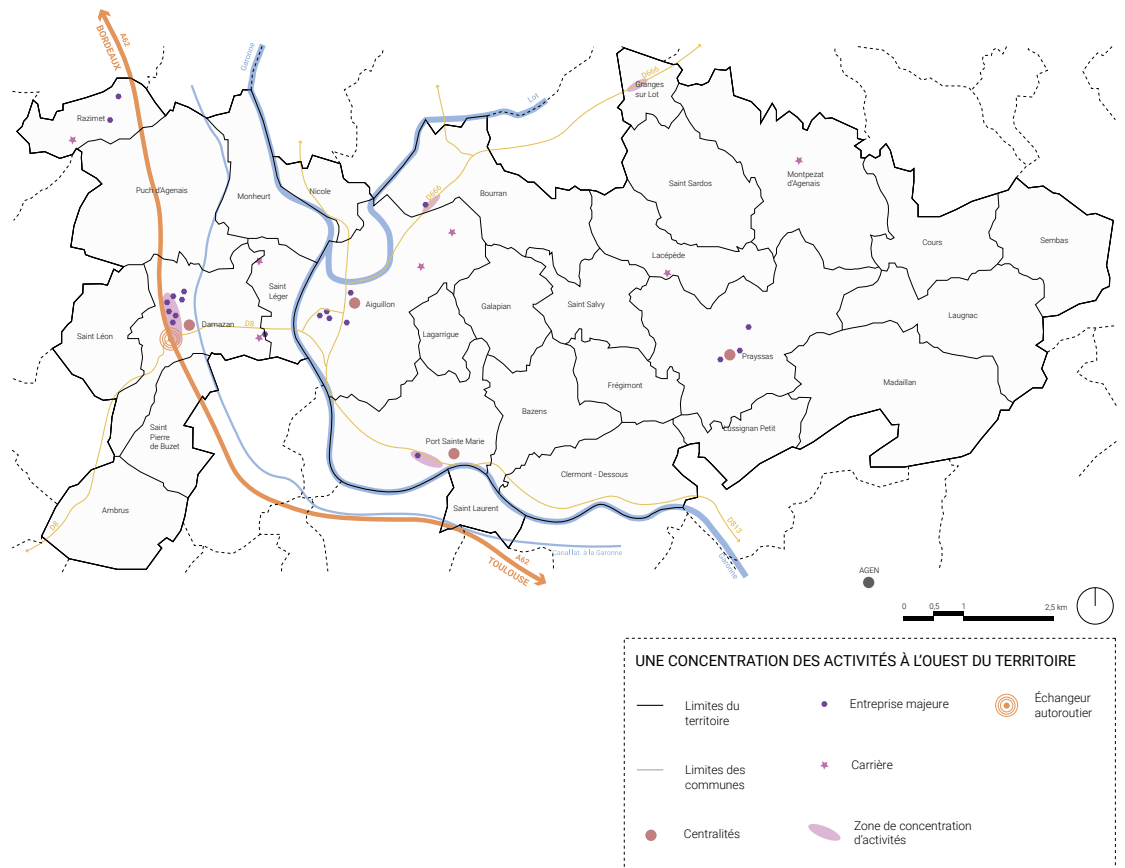 A62
BORDEAUX
Garonne
Lot
D666
Granges
sur Lot
Razimet
Puch d'Agenais
Monheurt
Nicole
D666
Bourran
Saint Sardos
Montpezat
d'Agenais
Cours
Sembas
Lacépède
Saint
Léger
Aiguillon
Galapian
Saint Salvy
Laugnac
Saint Léon
Damazan
D8
Lagarrigue
Prayssas
Madaillan
Frégimont
Bazens
Lussignan Petit
Saint
Pierre
de Buzet
Port Sainte Marie
Clermont - Dessous
Ambrus
D8
Saint Laurent
D813
Canal lat. à la Garonne
Garonne
A62
TOULOUSE
AGEN
0 0,5 1 2,5 km
UNE CONCENTRATION DES ACTIVITÉS À L'OUEST DU TERRITOIRE
Limites du
territoire
Entreprise majeure
Échangeur
autoroutier
Limites des
communes
Carrière
Centralités
Zone de concentration
d'activités